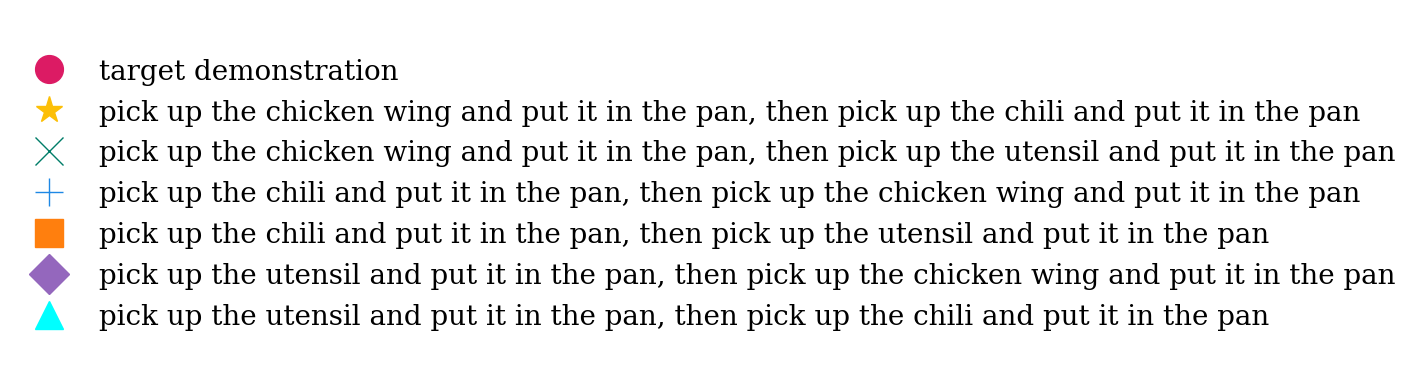 target demonstration
pick up the chicken wing and put it in the pan, then pick up the chili and put it in the pan
pick up the chicken wing and put it in the pan, then pick up the utensil and put it in the pan
pick up the chili and put it in the pan, then pick up the chicken wing and put it in the pan
pick up the chili and put it in the pan, then pick up the utensil and put it in the pan
pick up the utensil and put it in the pan, then pick up the chicken wing and put it in the pan
pick up the utensil and put it in the pan, then pick up the chili and put it in the pan